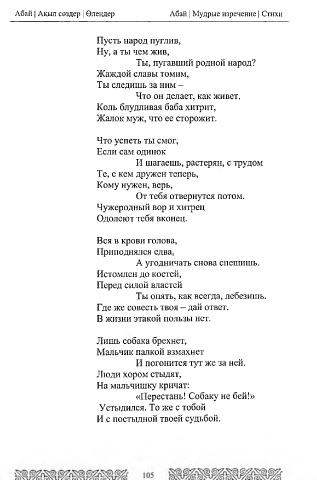 Абай | Ақыл сөздер | Өлеңдер
Абай | Мудрые изречение | Стихи
Пусть народ пуглив,
Ну, а ты чем жив,
Ты, пугавший родной народ?
Жаждой славы томим,
Ты следишь за ним –
Что он делает, как живет.
Коль блудливая баба хитрит,
Жалок муж, что ее сторожит.
Что успеть ты смог,
Если сам одинок
И шагаешь, растерян, с трудом
Те, с кем дружен теперь,
Кому нужен, верь,
От тебя отвернутся потом.
Чужеродный вор и хитрец
Одолеют тебя вконец.
Вся в крови голова,
Приподнялся едва,
А угодничать снова спешишь.
Истомлен до костей,
Перед силой властей
Ты опять, как всегда, лебезишь.
Где же совесть твоя – дай ответ.
В жизни этакой пользы нет.
Лишь собака брехнет,
Мальчик палкой взмахнет
И погонится тут же за ней.
Люди хором стыдят,
На мальчишку кричат:
«Перестань! Собаку не бей!»
Устыдился. То же с тобой
И с постыдной твоей судьбой.
105